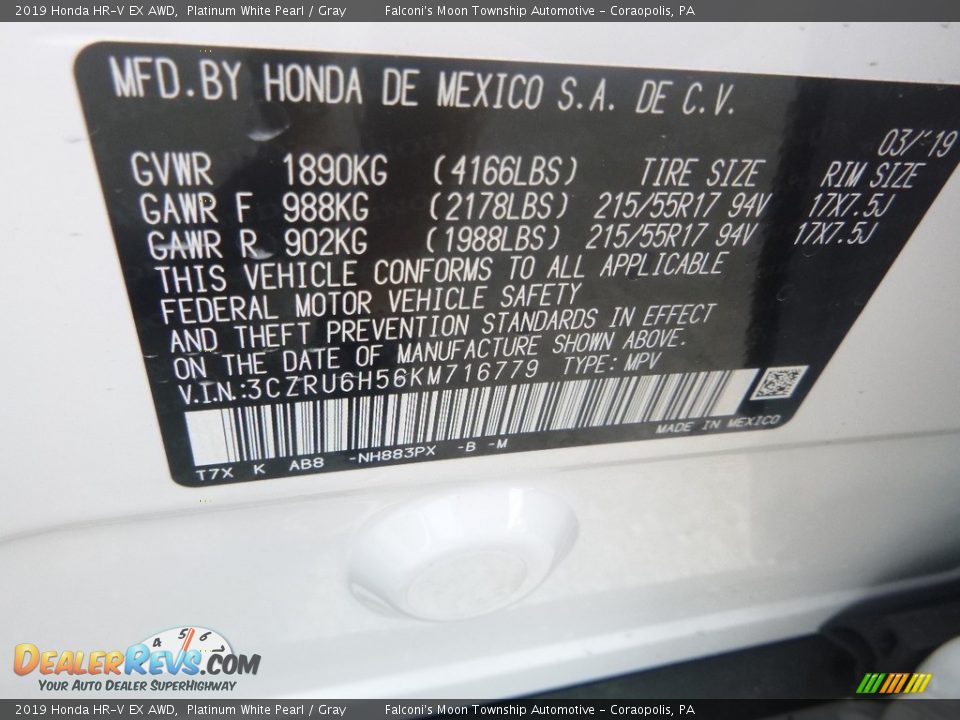 2019 Honda HR-V EX AWD, Platinum White Pearl / Gray Falconi's Moon Township Automotive - Coraopolis, PA
MFD.BY HONDA DE MEXICO S.A. DE C.V.
03/'19
GVWR 1890KG (4166LBS) TIRE SIZE RIM SIZE
GAWR F 988KG (2178LBS) 215/55R17 94V 17X7.5J
GAWR R 902KG (1988LBS) 215/55R17 94V 17X7.5J
THIS VEHICLE CONFORMS TO ALL APPLICABLE
FEDERAL MOTOR VEHICLE SAFETY
AND THEFT PREVENTION STANDARDS IN EFFECT
ON THE DATE OF MANUFACTURE SHOWN ABOVE.
V.I.N.:3CZRU6H56KM716779 TYPE: MPV
MADE IN MEXICO
T7X K AB8 -NH883PX -B -M
4 5 6
DEALERREVS.COM
YOUR AUTO DEALER SUPERHIGHWAY
2019 Honda HR-V EX AWD, Platinum White Pearl / Gray Falconi's Moon Township Automotive - Coraopolis, PA